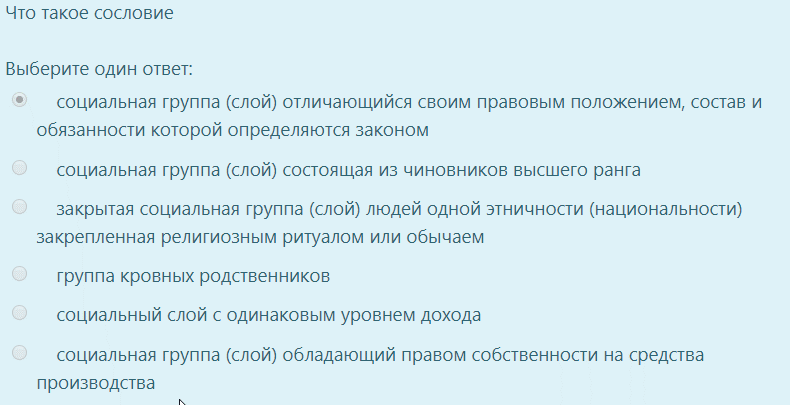 Что такое сословие
Выберите один ответ:
социальная группа (слой) отличающийся своим правовым положением, состав и
обязанности которой определяются законом
социальная группа (слой) состоящая из чиновников высшего ранга
закрытая социальная группа (слой) людей одной этничности (национальности)
закрепленная религиозным ритуалом или обычаем
группа кровных родственников
социальный слой с одинаковым уровнем дохода
социальная группа (слой) обладающий правом собственности на средства
производства